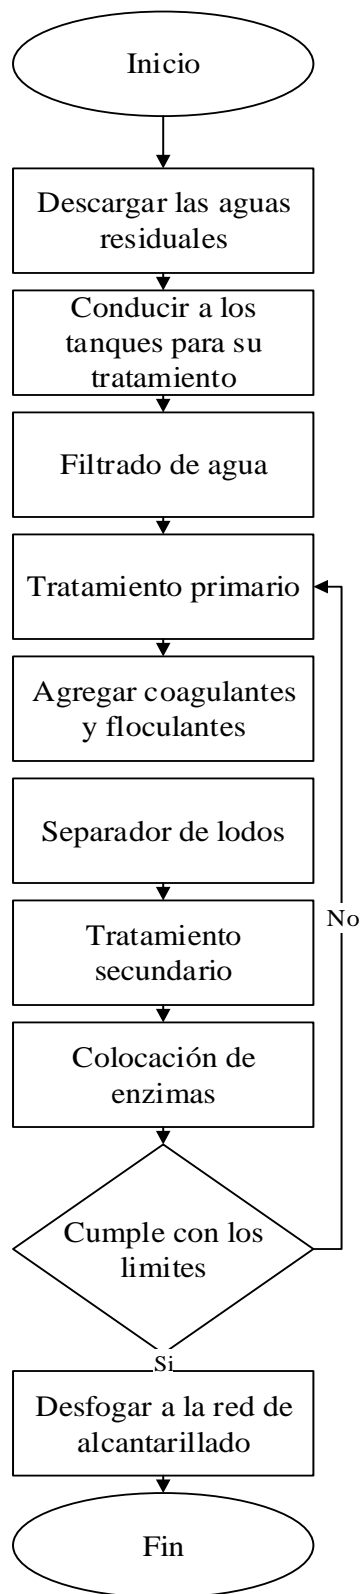 Inicio
Descargar las aguas
residuales
Conducir a los
tanques para su
tratamiento
Filtrado de agua
Tratamiento primario
Agregar coagulantes
y floculantes
Separador de lodos
No
Tratamiento
secundario
Colocación de
enzimas
Cumple con los
limites
Si
Desfogar a la red de
alcantarillado
Fin